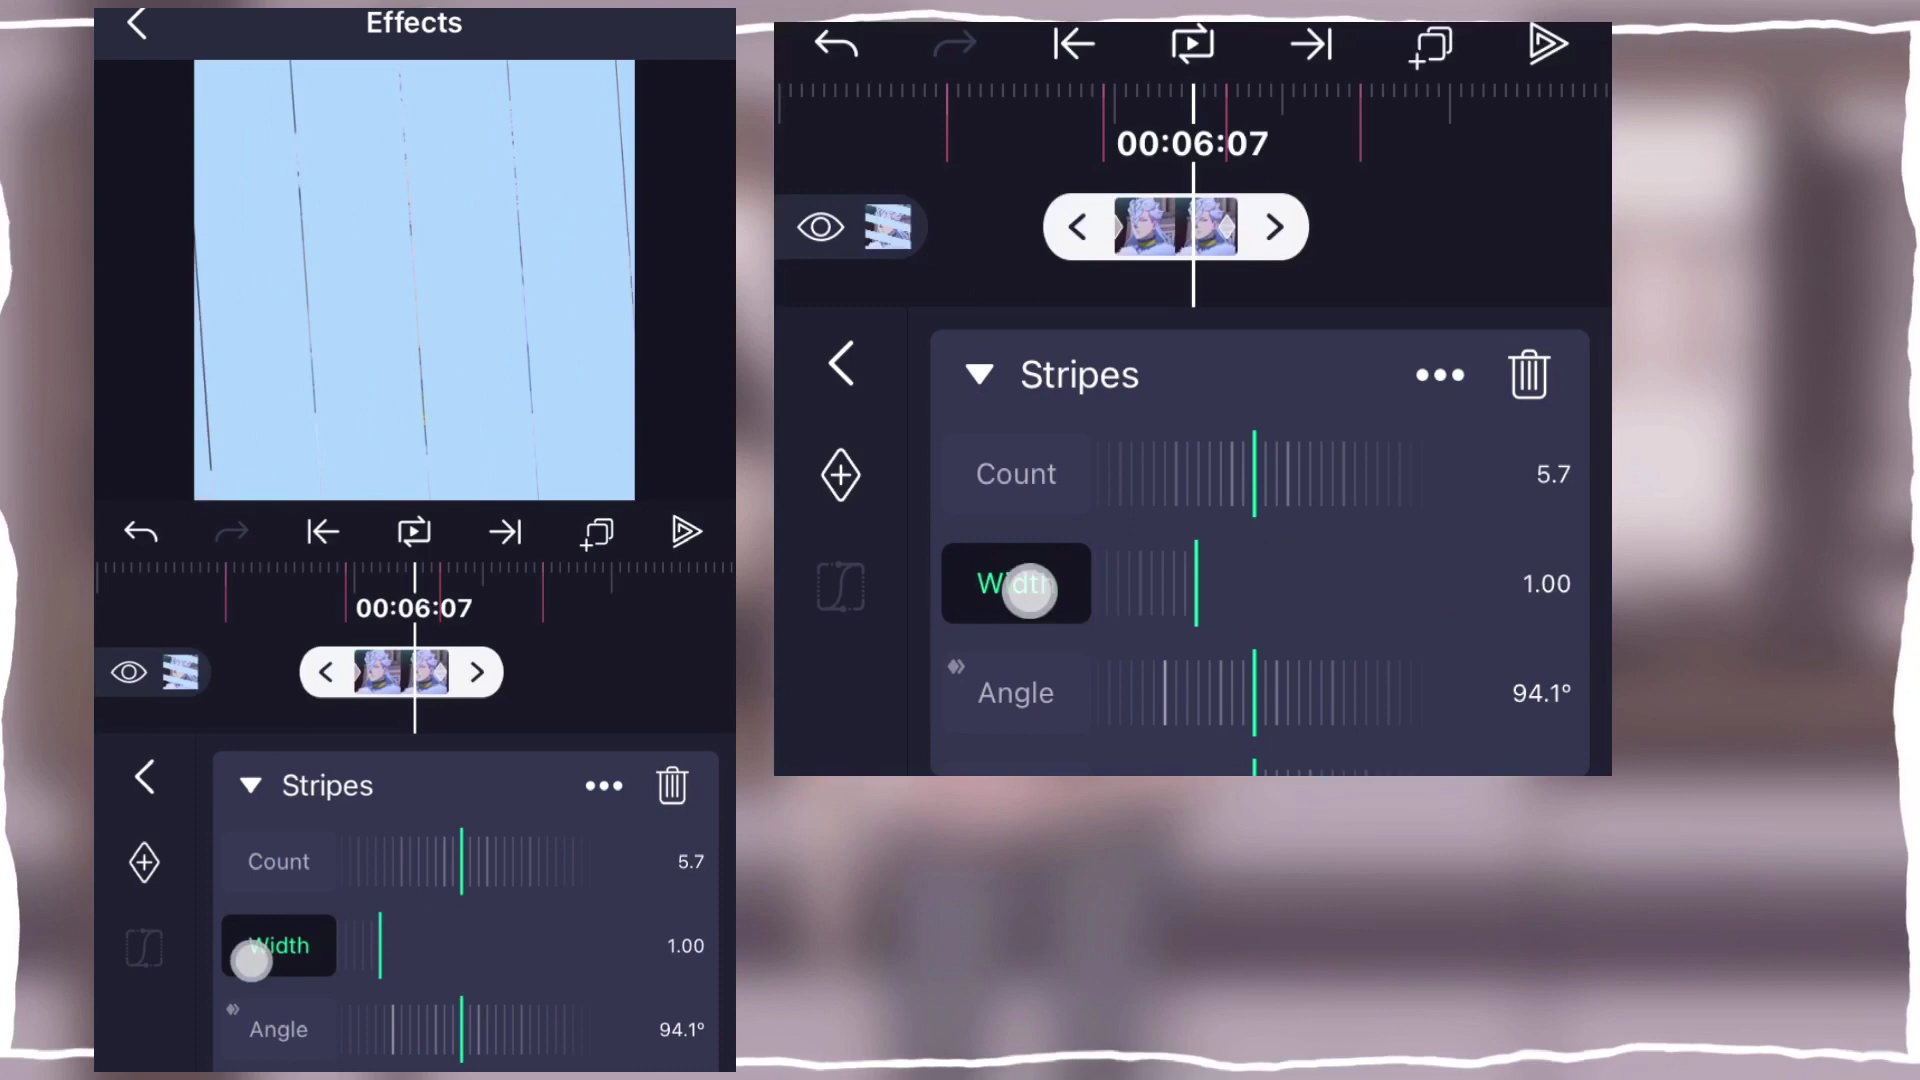 Effects
00:06:07
Stripes
Count 5.7
Width 1.00
Angle 94.1°
00:06:07
Stripes
Count 5.7
Width 1.00
Angle 94.1°